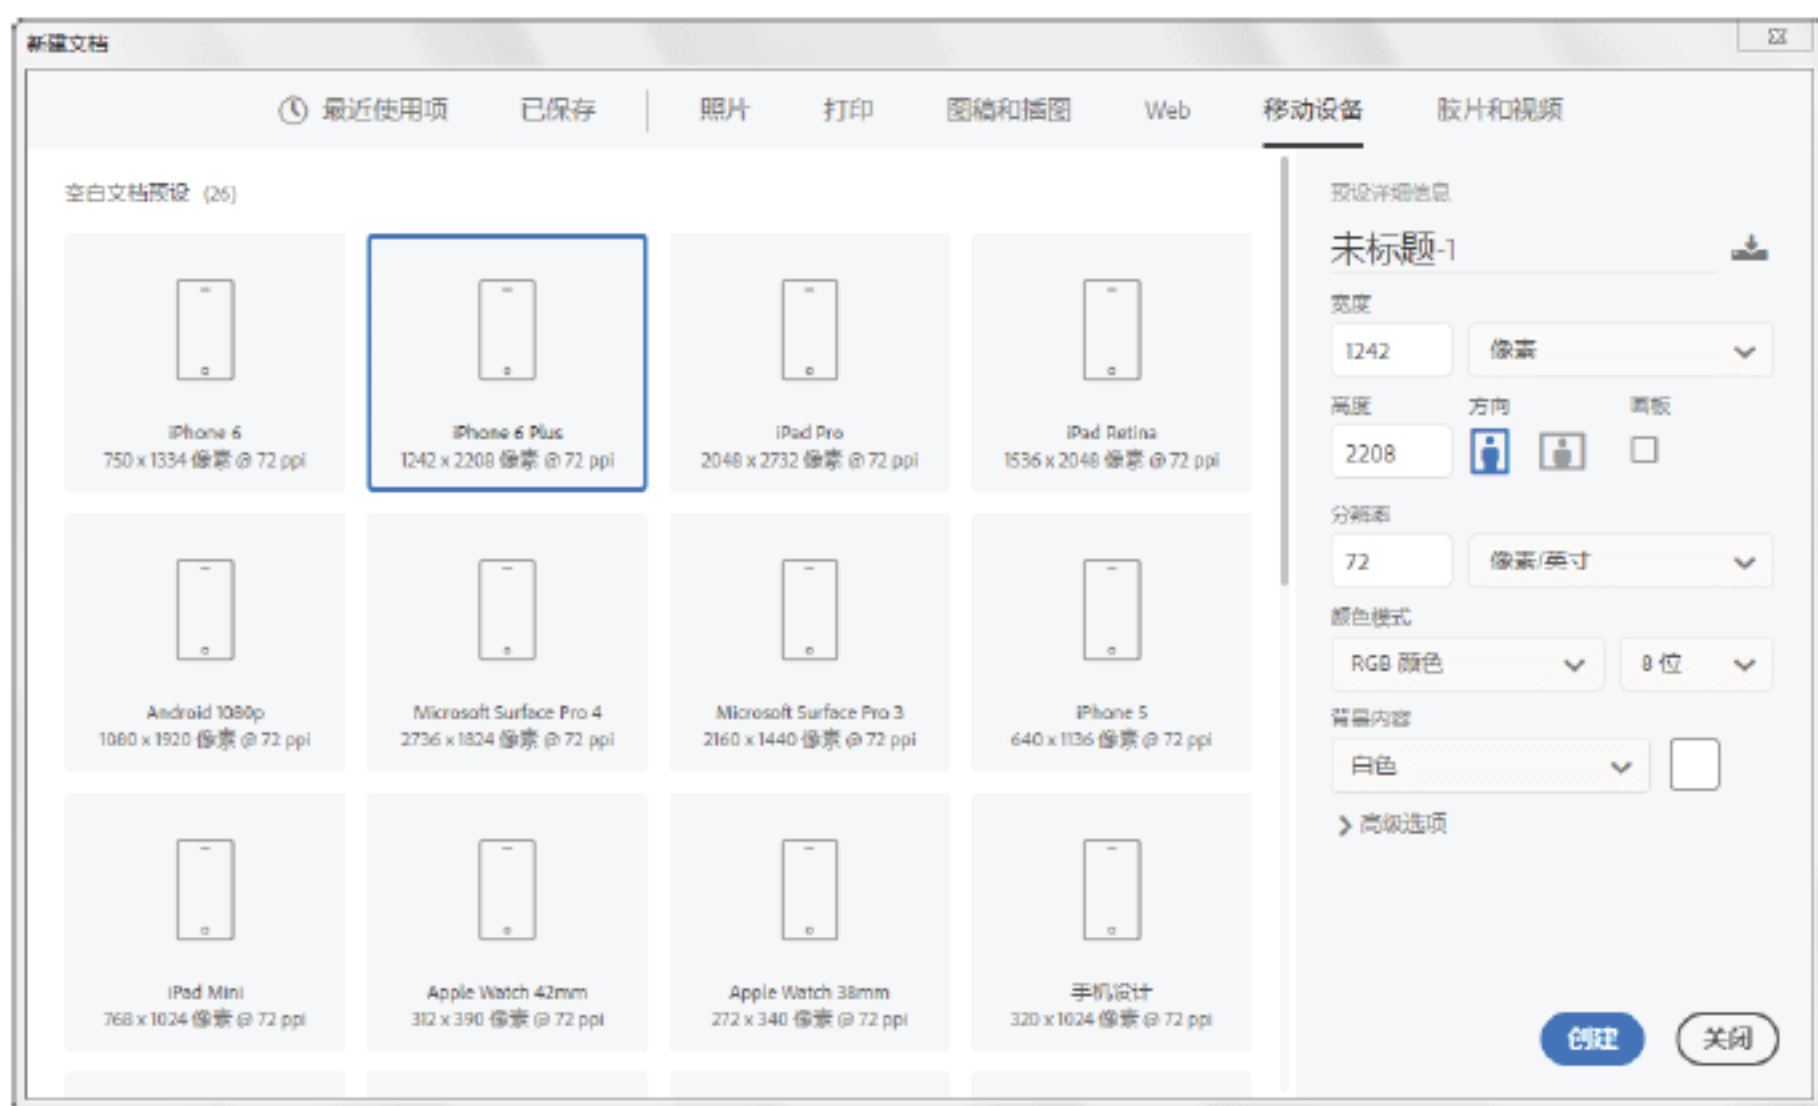 新建文档
最近使用项 已保存 照片 打印 图稿和插图 Web 移动设备 胶片和视频
空白文档预设 (26)
iPhone 6
750 x 1334 像素 @ 72 ppi
iPhone 6 Plus
1242 x 2208 像素 @ 72 ppi
iPad Pro
2048 x 2732 像素 @ 72 ppi
iPad Retina
1536 x 2048 像素 @ 72 ppi
Android 1080p
1080 x 1920 像素 @ 72 ppi
Microsoft Surface Pro 4
2736 x 1824 像素 @ 72 ppi
Microsoft Surface Pro 3
2160 x 1440 像素 @ 72 ppi
iPhone 5
640 x 1136 像素 @ 72 ppi
iPad Mini
768 x 1024 像素 @ 72 ppi
Apple Watch 42mm
312 x 390 像素 @ 72 ppi
Apple Watch 38mm
272 x 340 像素 @ 72 ppi
手机设计
320 x 1024 像素 @ 72 ppi
预设详细信息
未标题-1
宽度
1242 像素
高度 方向 画板
2208
分辨率
72 像素/英寸
颜色模式
RGB 颜色 8 位
背景内容
白色
高级选项
创建 关闭